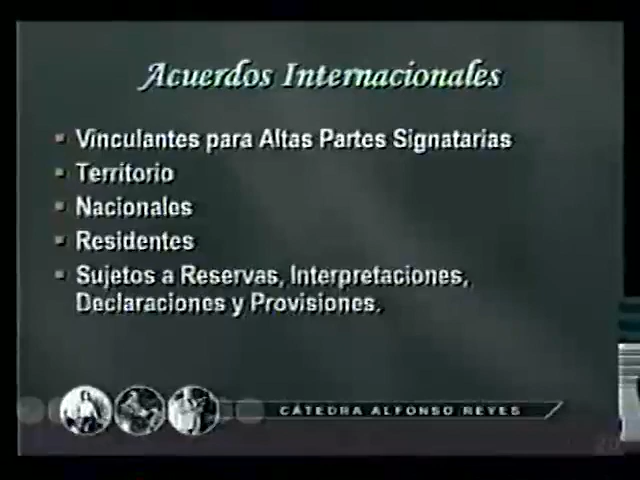 Acuerdos Internacionales
Vinculantes para Altas Partes Signatarias
Territorio
Nacionales
Residentes
Sujetos a Reservas, Interpretaciones,
Declaraciones y Provisiones.
CÁTEDRA ALFONSO REYES